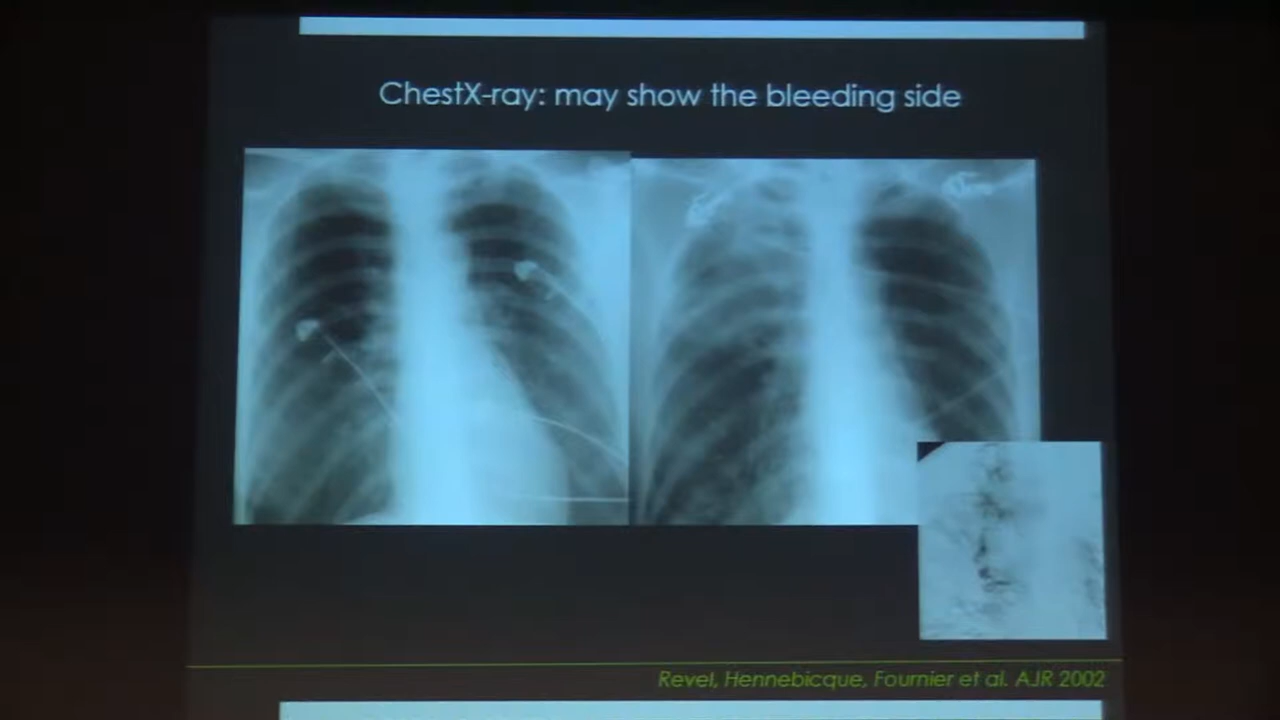 ChestX-ray: may show the bleeding side
Revel, Hennebicque, Fournier et al. AJR 2002